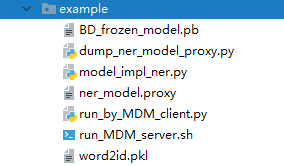 example
BD_frozen_model.pb
dump_ner_model_proxy.py
model_impl_ner.py
ner_model.proxy
run_by_MDM_client.py
run_MDM_server.sh
word2id.pkl